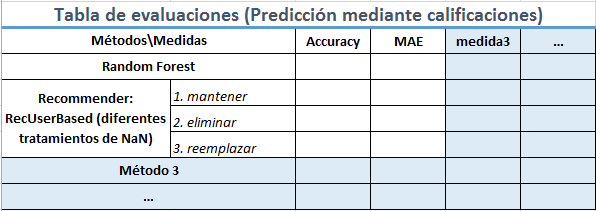 Tabla de evaluaciones (Predicción mediante calificaciones)
Métodos\Medidas Accuracy MAE medida3 ...
Random Forest
Recommender:
RecUserBased (diferentes
tratamientos de NaN)
1. mantener
2. eliminar
3. reemplazar
Método 3
...